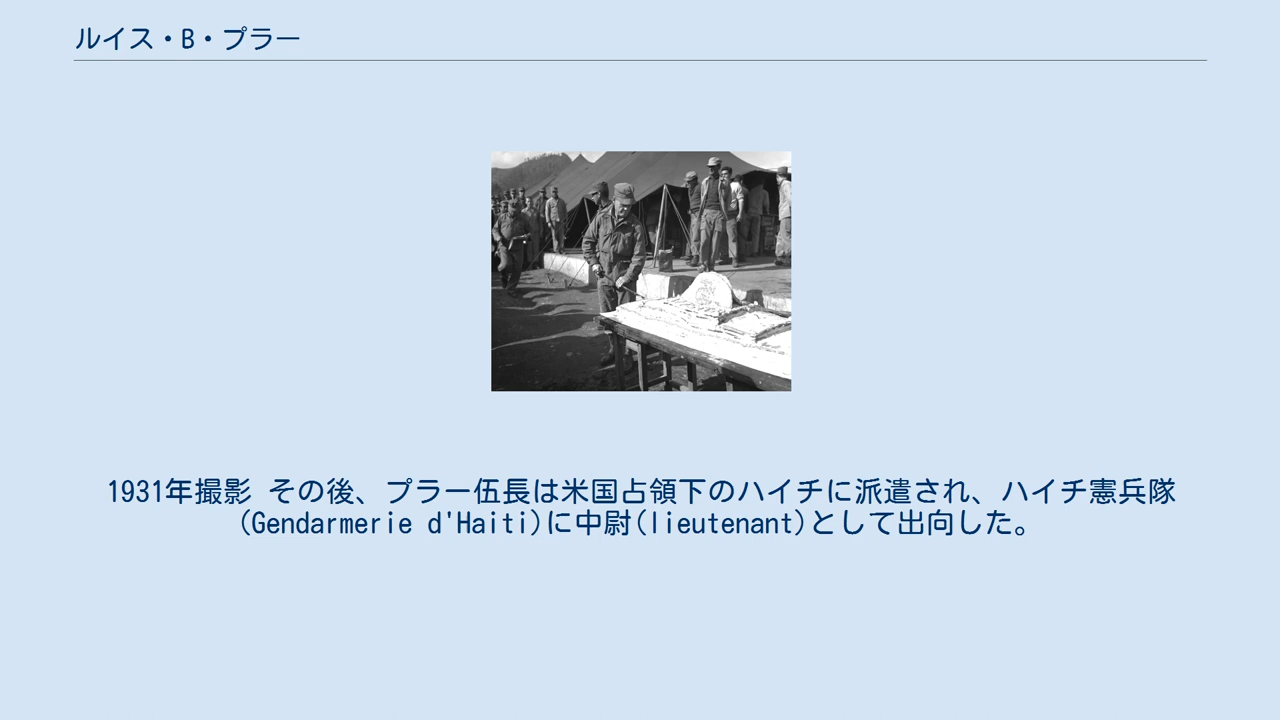 ルイス・B・プラー
1931年撮影 その後、プラー伍長は米国占領下のハイチに派遣され、ハイチ憲兵隊
(Gendarmerie d'Haiti)に中尉(lieutenant)として出向した。